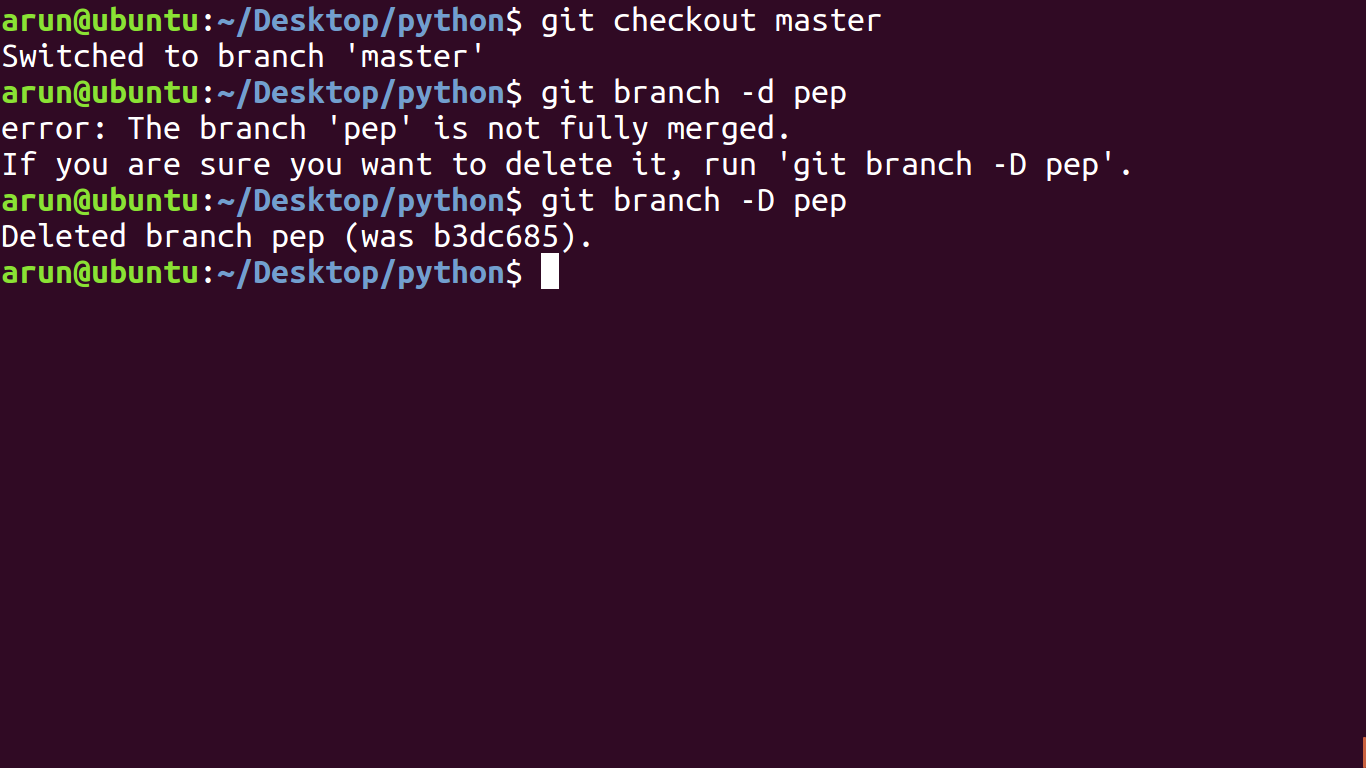 arun@ubuntu:~/Desktop/python$ git checkout master
Switched to branch 'master'
arun@ubuntu:~/Desktop/python$ git branch -d pep
error: The branch 'pep' is not fully merged.
If you are sure you want to delete it, run 'git branch -D pep'.
arun@ubuntu:~/Desktop/python$ git branch -D pep
Deleted branch pep (was b3dc685).
arun@ubuntu:~/Desktop/python$